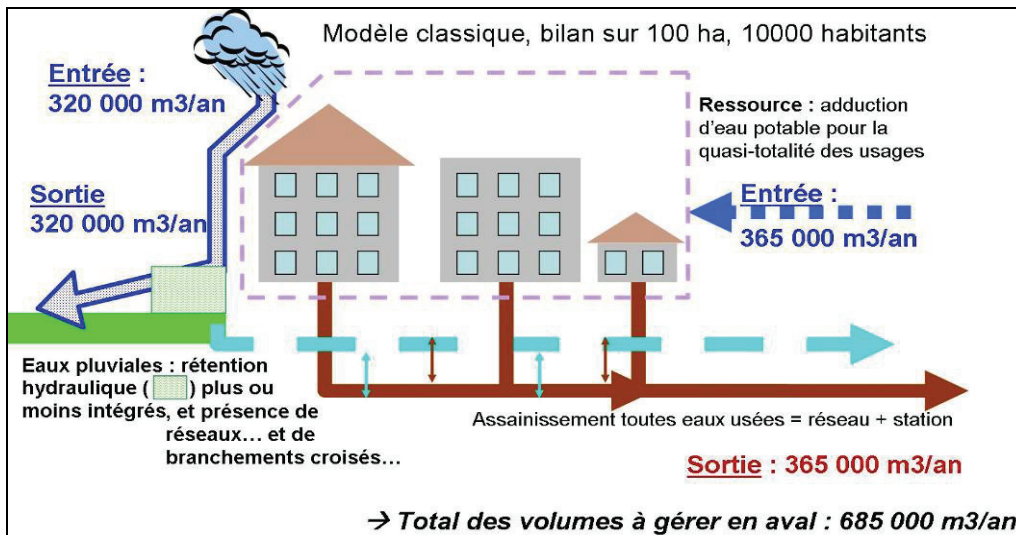 Modèle classique, bilan sur 100 ha, 10000 habitants
Entrée :
320 000 m3/an
Ressource : adduction
d'eau potable pour la
quasi-totalité des usages
Sortie
320 000 m3/an
Entrée :
365 000 m3/an
Eaux pluviales : rétention
hydraulique ( ) plus ou
moins intégrés, et présence de
réseaux… et de
branchements croisés…
Assainissement toutes eaux usées = réseau + station
Sortie : 365 000 m3/an
→ Total des volumes à gérer en aval : 685 000 m3/an